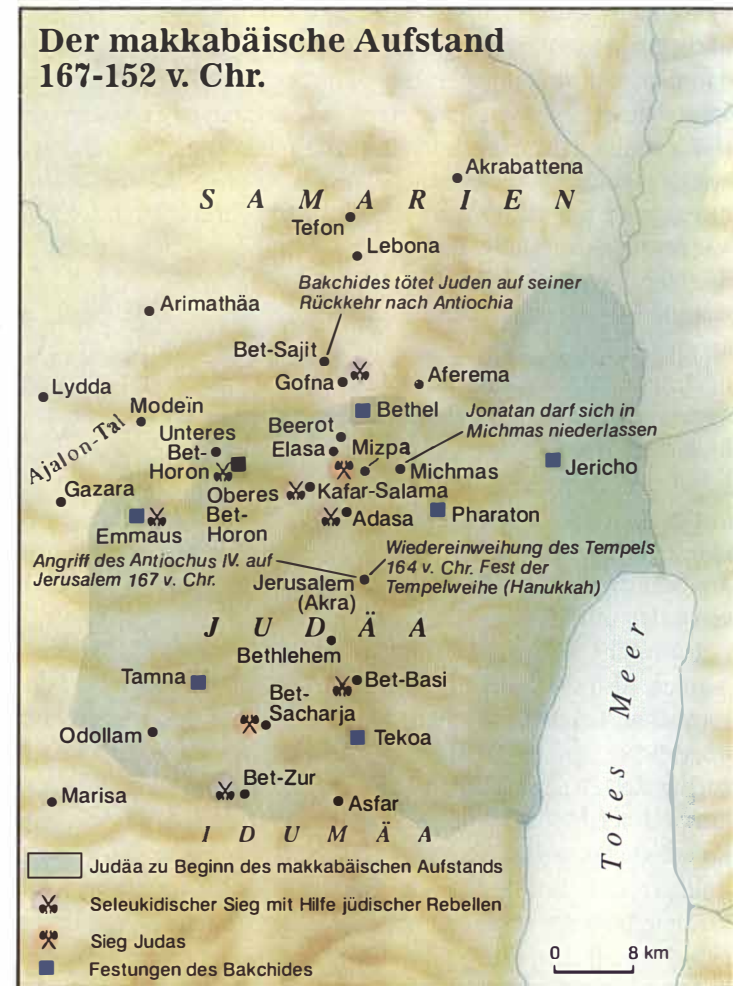 Der makkabäische Aufstand
167-152 v. Chr.
Akrabattena
S A M A R I E N
Tefon
Lebona
Bakchides tötet Juden auf seiner
Rückkehr nach Antiochia
Arimathäa
Bet-Sajit
Gofna
Aferema
Lydda
Bethel
Jonatan darf sich in
Michmas niederlassen
Modeïn
Ajalon-Tal
Unteres
Bet-
Horon
Beerot
Elasa
Mizpa
Michmas
Jericho
Gazara
Oberes
Bet-
Horon
Kafar-Salama
Emmaus
Adasa
Pharaton
Angriff des Antiochus IV. auf
Jerusalem 167 v. Chr.
Wiedereinweihung des Tempels
164 v. Chr. Fest der
Tempelweihe (Hanukkah)
Jerusalem
(Akra)
J U D Ä A
Bethlehem
Tamna
Bet-Basi
Bet-
Sacharja
Odollam
Tekoa
Totes Meer
Bet-Zur
Marisa
Asfar
I D U M Ä A
Judäa zu Beginn des makkabäischen Aufstands
Seleukidischer Sieg mit Hilfe jüdischer Rebellen
Sieg Judas
Festungen des Bakchides
0 8 km